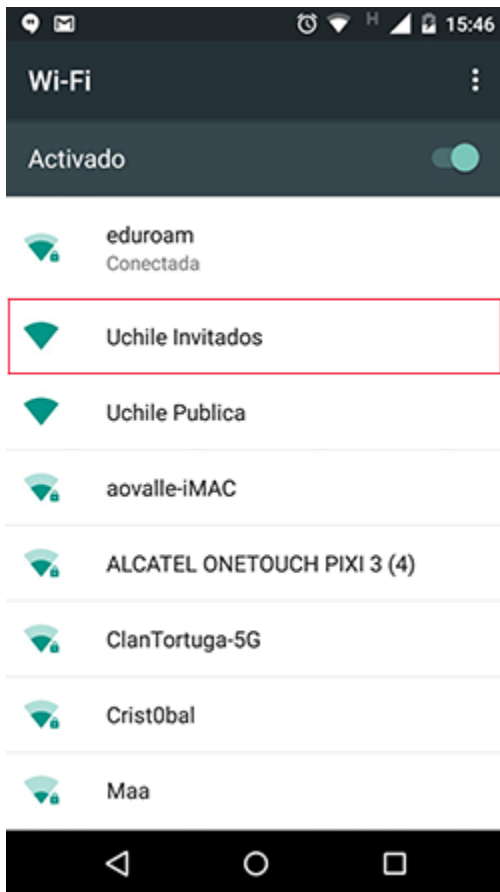 H 15:46
Wi-Fi
Activado
eduroam
Conectada
Uchile Invitados
Uchile Publica
aovalle-iMAC
ALCATEL ONETOUCH PIXI 3 (4)
ClanTortuga-5G
Crist0bal
Maa